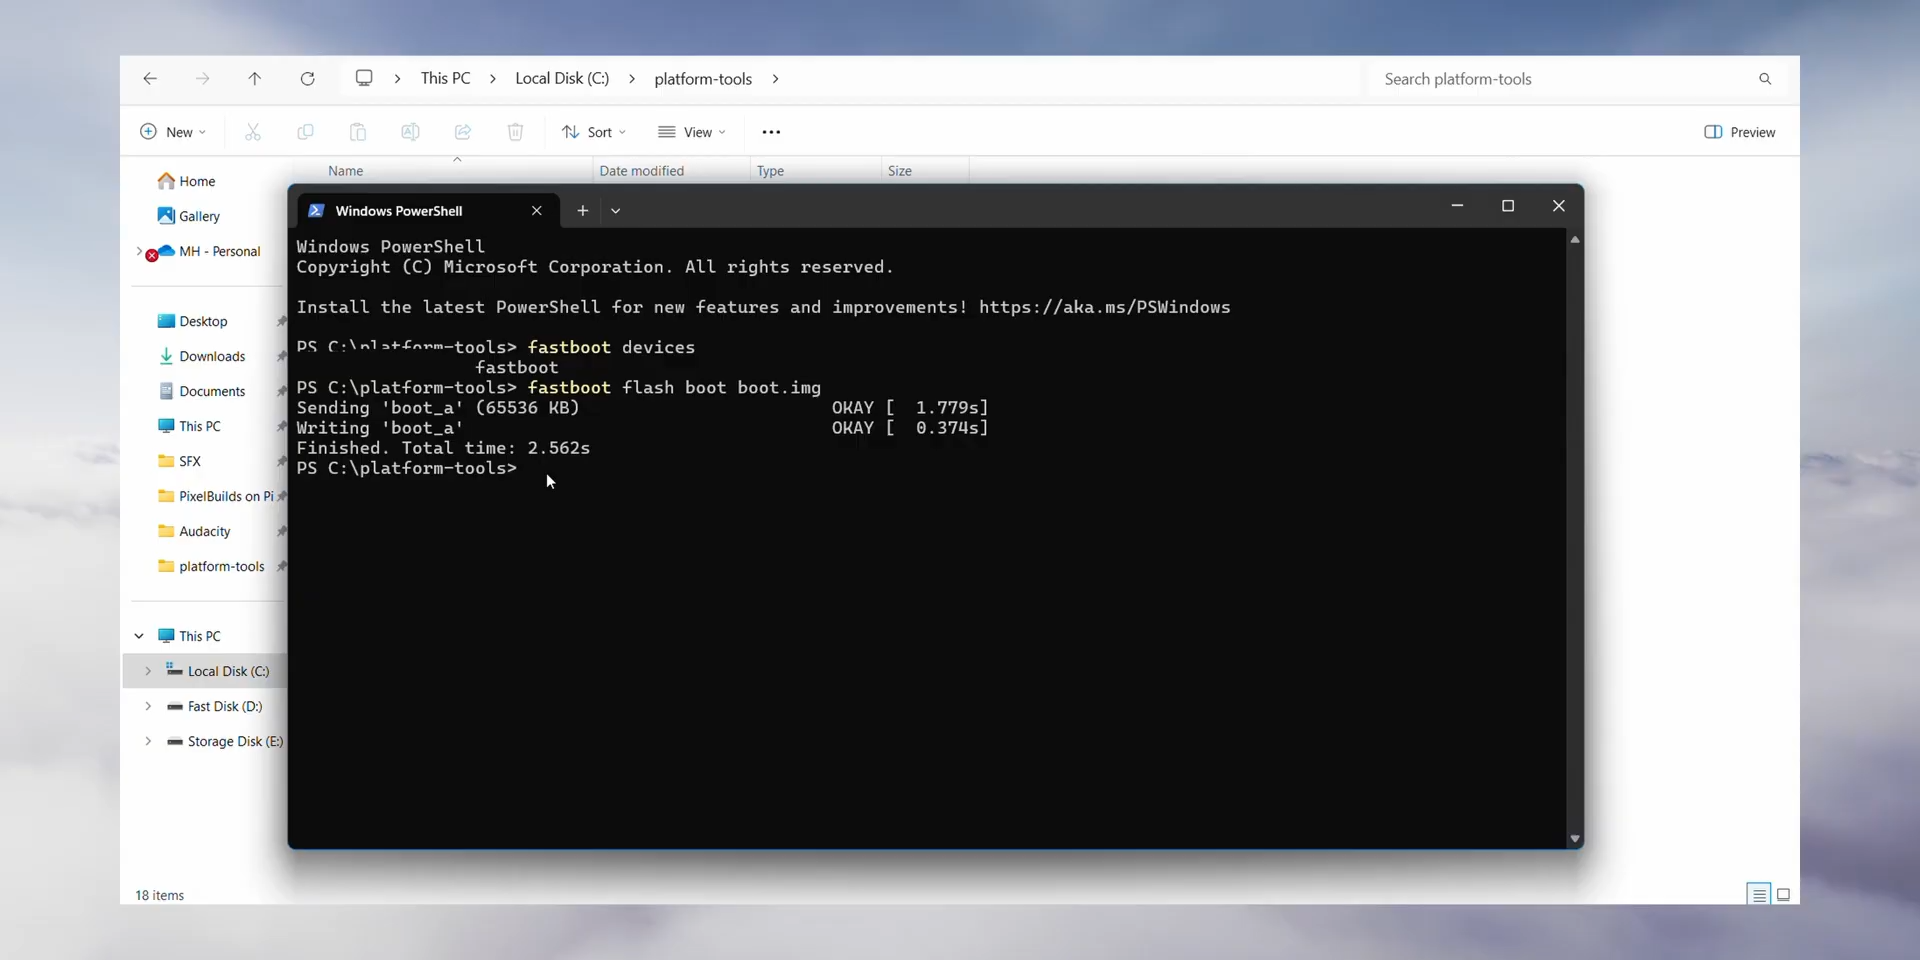 This PC > Local Disk (C:) > platform-tools >
Search platform-tools
New
Sort
View
Preview
Name
Date modified
Type
Size
Home
Gallery
MH - Personal
Desktop
Downloads
Documents
This PC
SFX
PixelBuilds on Pi
Audacity
platform-tools
This PC
Local Disk (C:)
Fast Disk (D:)
Storage Disk (E:)
18 items
Windows PowerShell
Windows PowerShell
Copyright (C) Microsoft Corporation. All rights reserved.
Install the latest PowerShell for new features and improvements! https://aka.ms/PSWindows
PS C:\platform-tools> fastboot devices
fastboot
PS C:\platform-tools> fastboot flash boot boot.img
Sending 'boot_a' (65536 KB) OKAY [ 1.779s]
Writing 'boot_a' OKAY [ 0.374s]
Finished. Total time: 2.562s
PS C:\platform-tools>